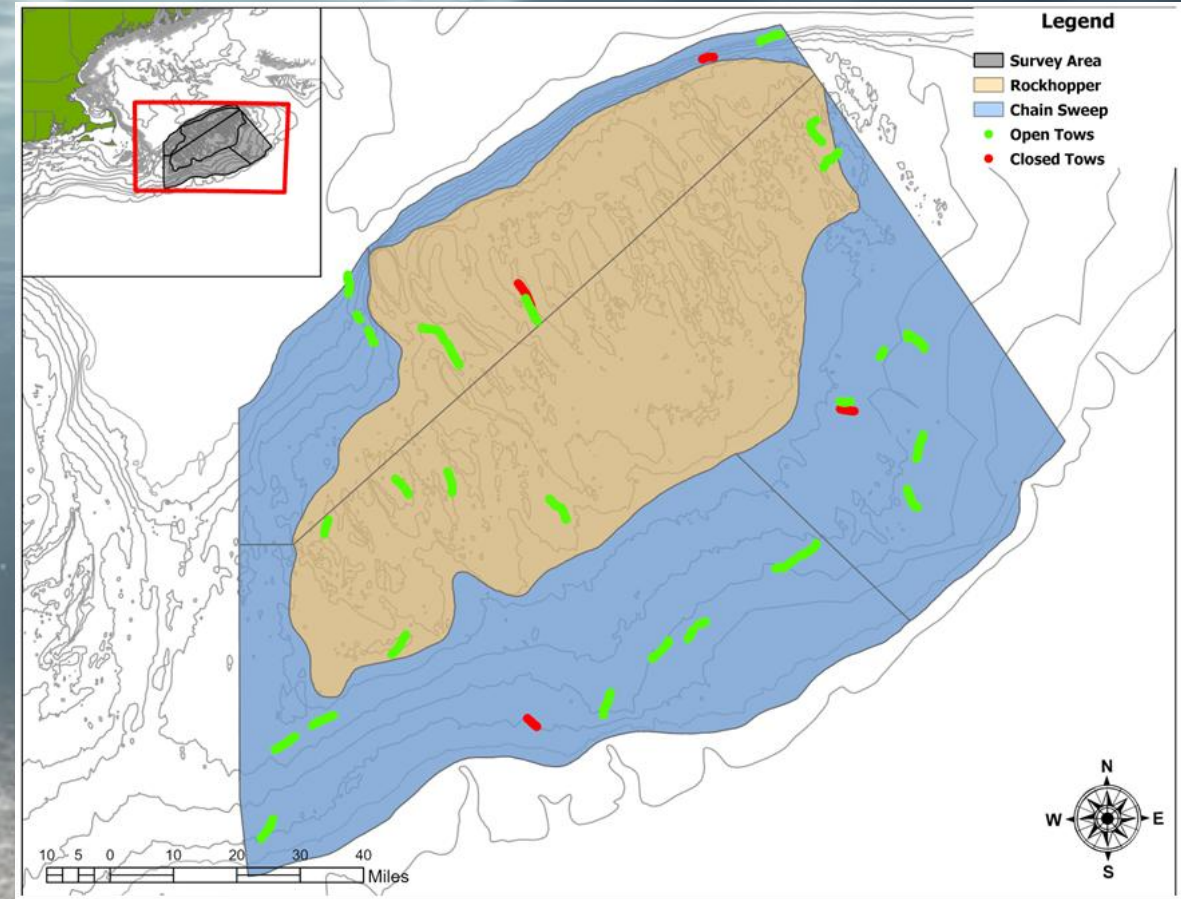 Legend
Survey Area
Rockhopper
Chain Sweep
Open Tows
Closed Tows
N
W E
S
10 5 0 10 20 30 40
Miles